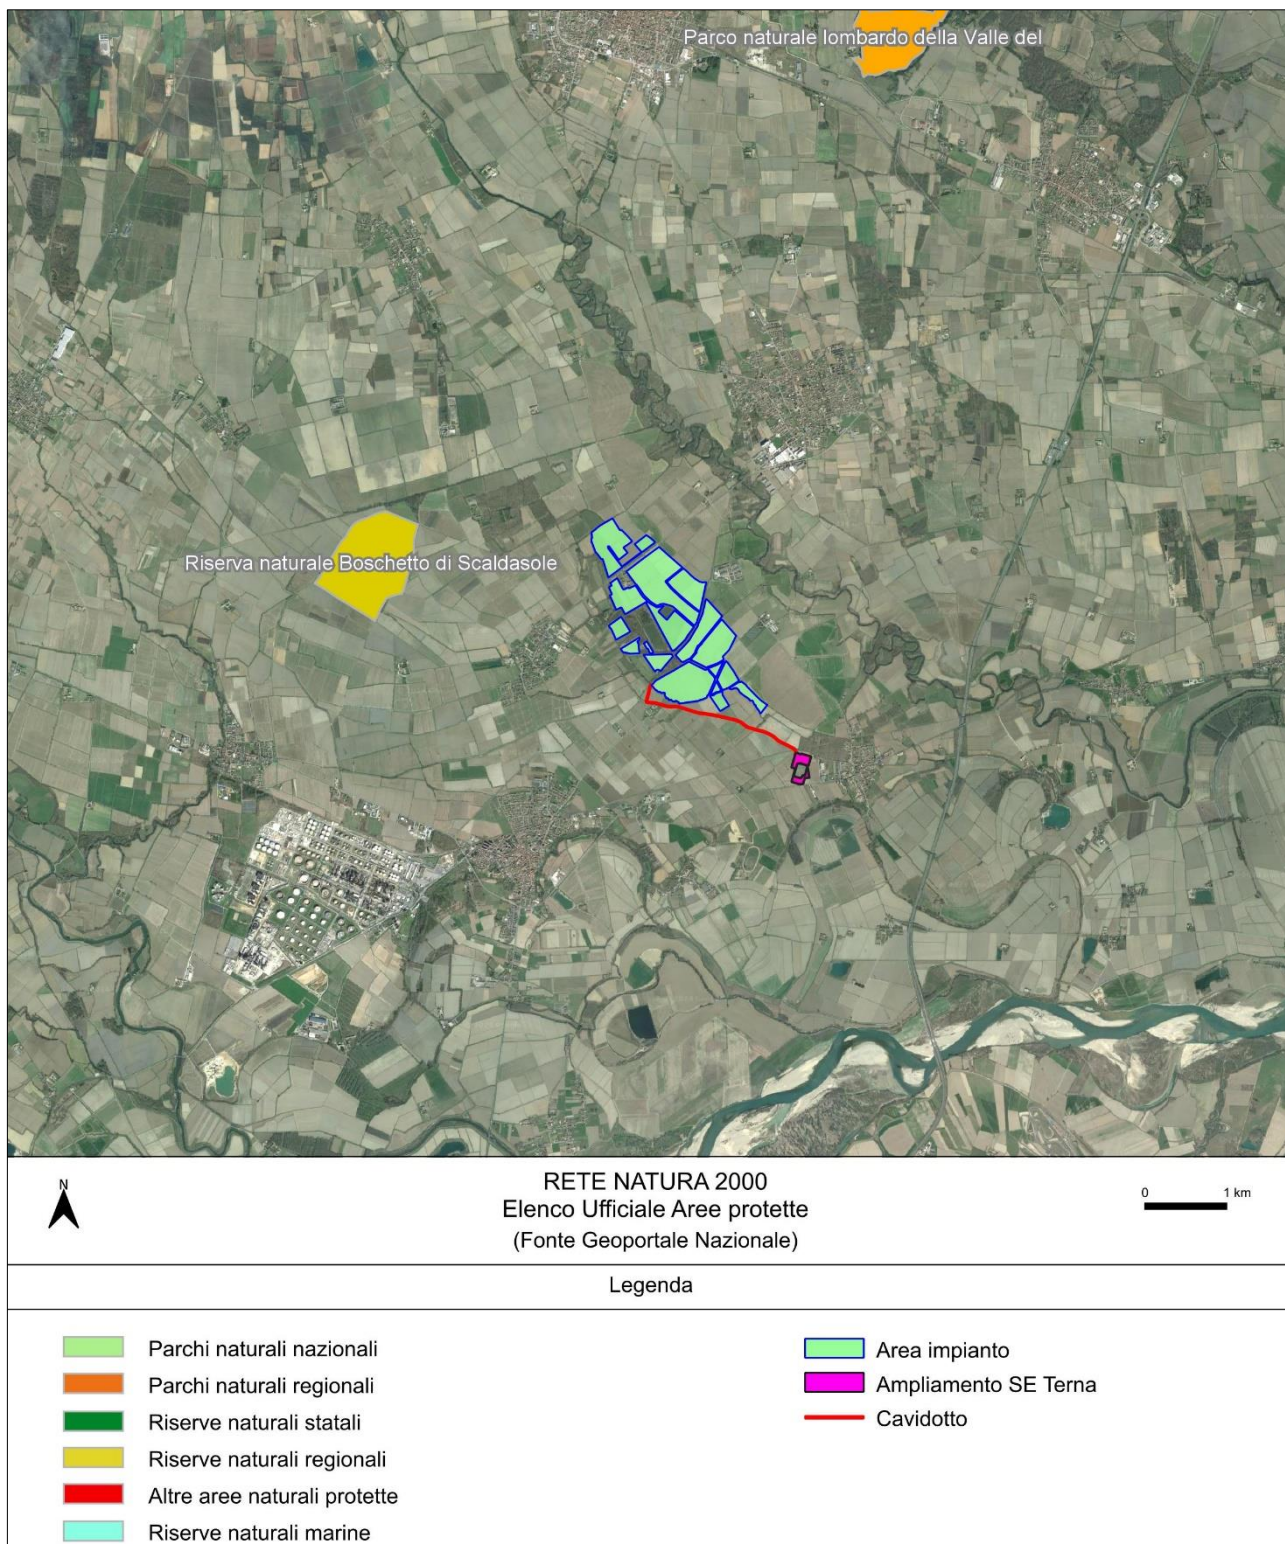 Parco naturale lombardo della Valle del
Riserva naturale Boschetto di Scaldasole
N
RETE NATURA 2000
Elenco Ufficiale Aree protette
(Fonte Geoportale Nazionale)
0 1 km
Legenda
Parchi naturali nazionali
Parchi naturali regionali
Riserve naturali statali
Riserve naturali regionali
Altre aree naturali protette
Riserve naturali marine
Area impianto
Ampliamento SE Terna
Cavidotto